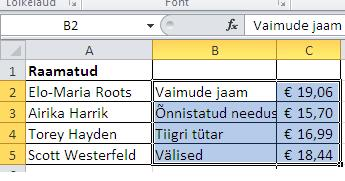 Lõikelaud
Font
B2 fx Vaimude jaam
A B C
1 Raamatud
2 Elo-Maria Roots Vaimude jaam € 19,06
3 Airika Harrik Õnnistatud needus € 15,70
4 Torey Hayden Tiigri tütar € 16,99
5 Scott Westerfeld Välised € 18,44